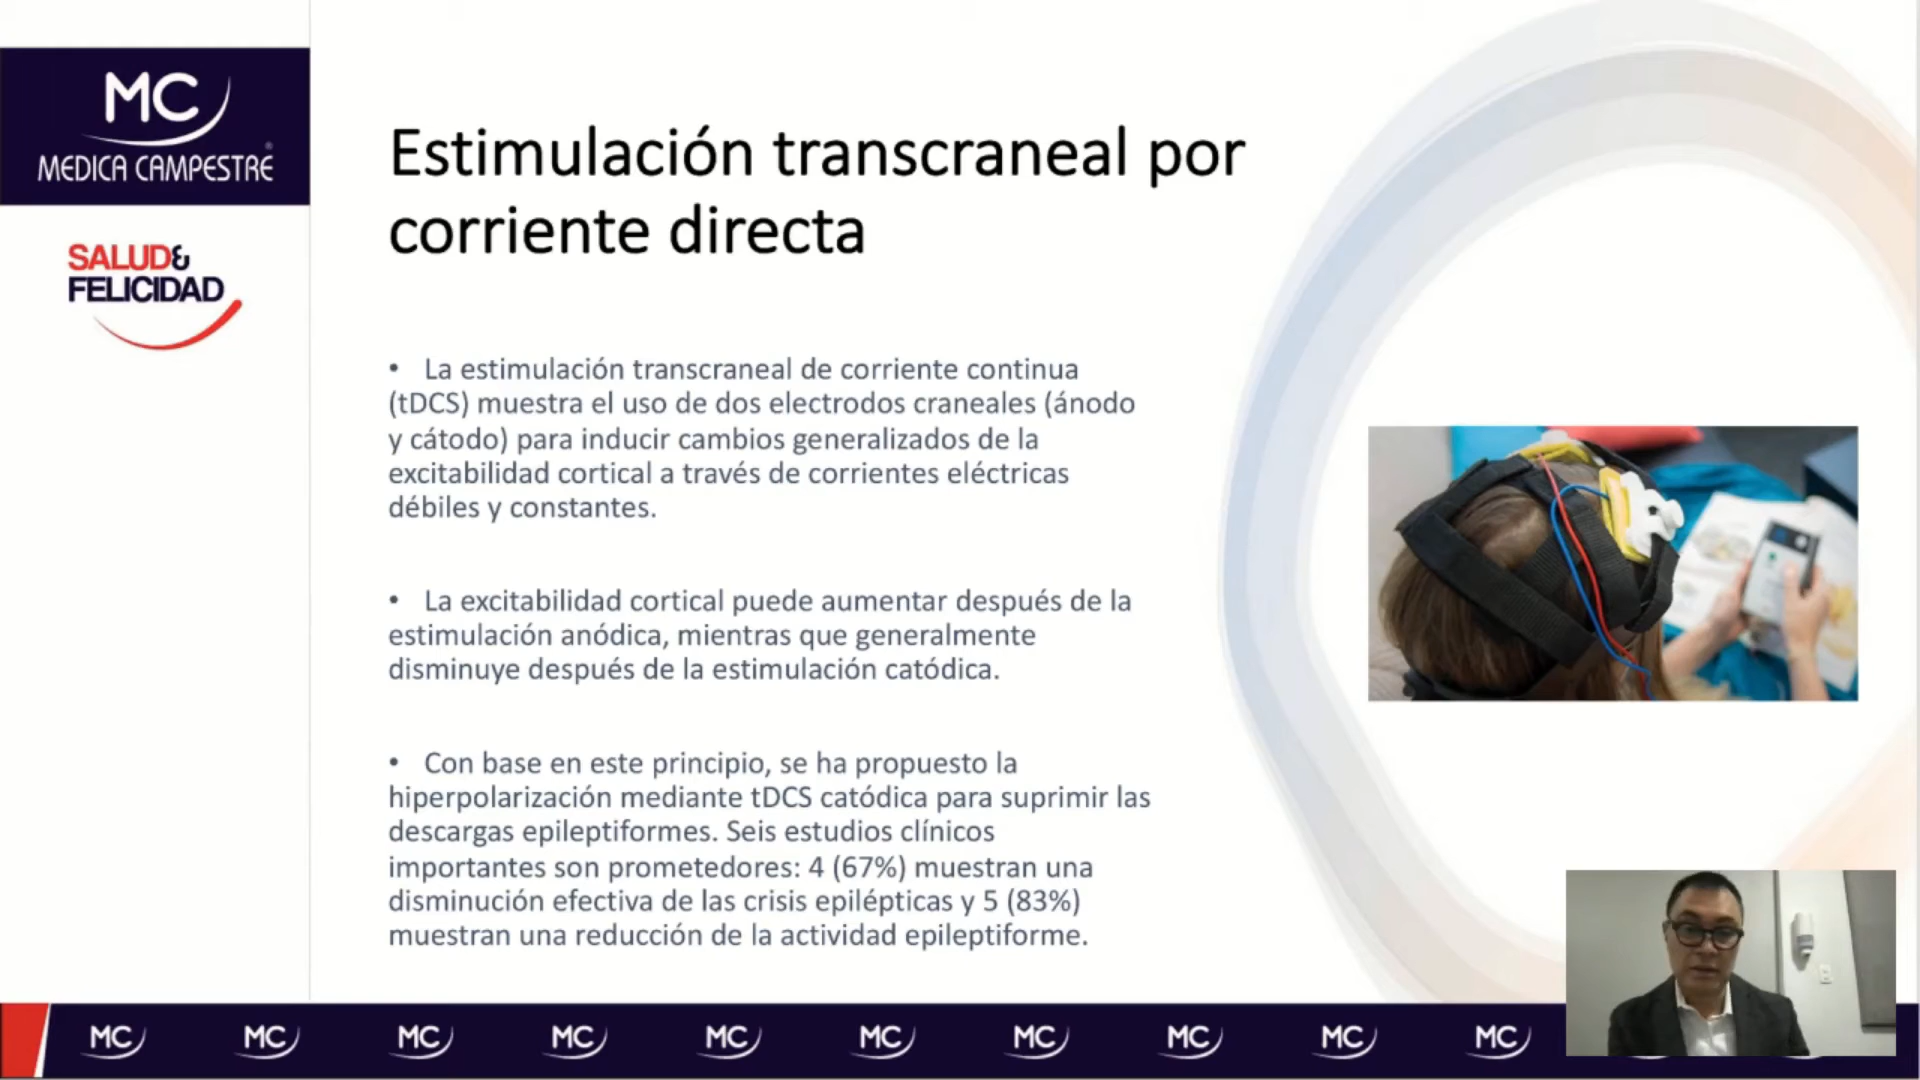 MC
MEDICA CAMPESTRE
®
SALUD&
FELICIDAD
Estimulación transcraneal por
corriente directa
• La estimulación transcraneal de corriente continua
(tDCS) muestra el uso de dos electrodos craneales (ánodo
y cátodo) para inducir cambios generalizados de la
excitabilidad cortical a través de corrientes eléctricas
débiles y constantes.
• La excitabilidad cortical puede aumentar después de la
estimulación anódica, mientras que generalmente
disminuye después de la estimulación catódica.
• Con base en este principio, se ha propuesto la
hiperpolarización mediante tDCS catódica para suprimir las
descargas epileptiformes. Seis estudios clínicos
importantes son prometedores: 4 (67%) muestran una
disminución efectiva de las crisis epilépticas y 5 (83%)
muestran una reducción de la actividad epileptiforme.
MC MC MC MC MC MC MC MC MC MC